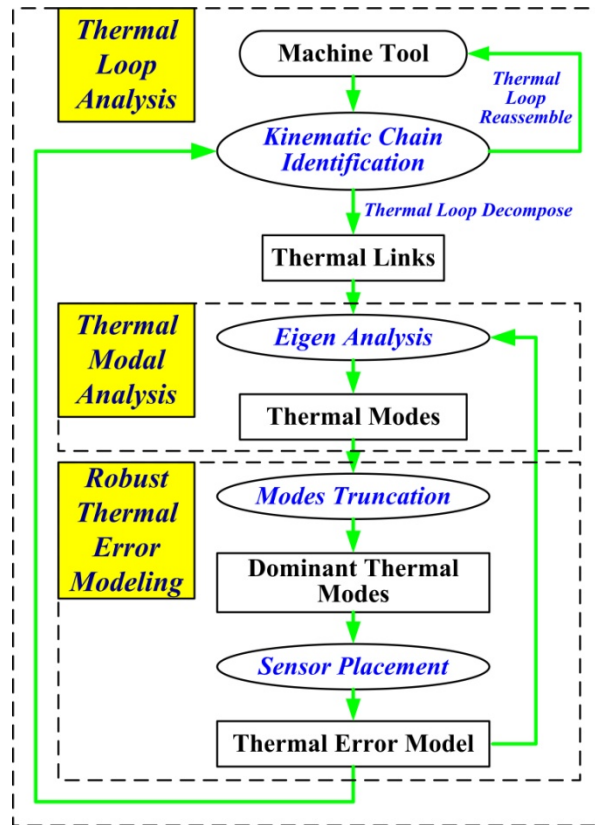 Thermal
Loop
Analysis
Machine Tool
Thermal
Loop
Reassemble
Kinematic Chain
Identification
Thermal Loop Decompose
Thermal Links
Thermal
Modal
Analysis
Eigen Analysis
Thermal Modes
Robust
Thermal
Error
Modeling
Modes Truncation
Dominant Thermal
Modes
Sensor Placement
Thermal Error Model